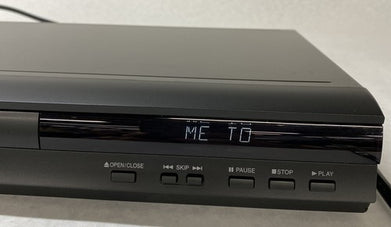 ME TO
⏏ OPEN/CLOSE ⏮ SKIP ⏭ ⏸ PAUSE ■ STOP ▶ PLAY